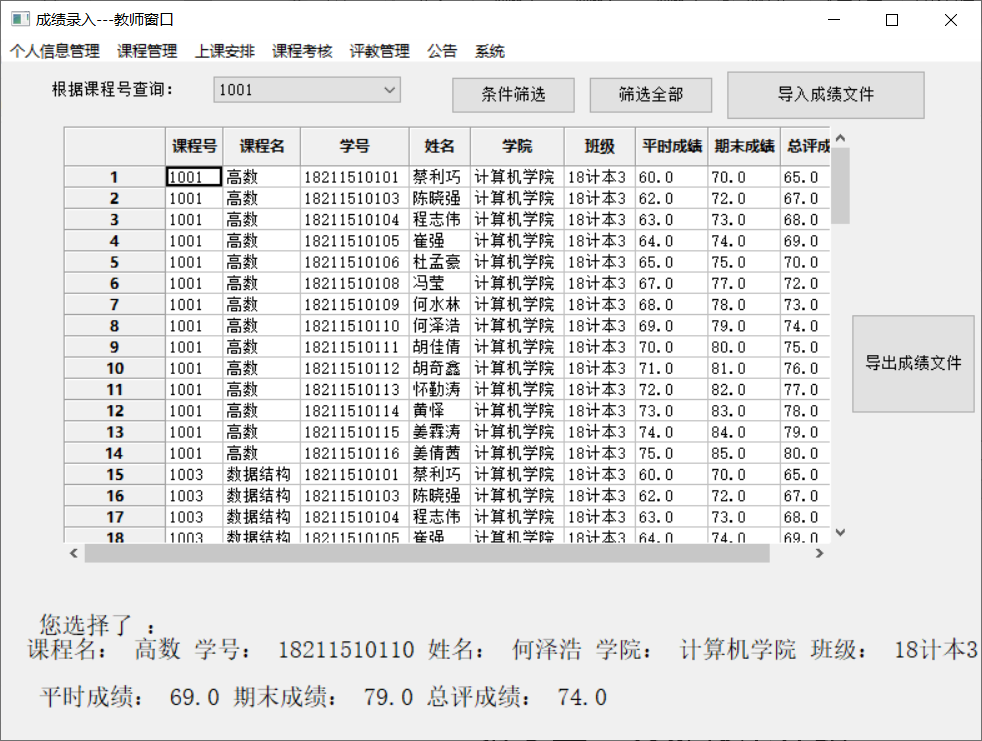 成绩录入---教师窗口
个人信息管理 课程管理 上课安排 课程考核 评教管理 公告 系统
根据课程号查询： 1001 条件筛选 筛选全部 导入成绩文件
课程号 课程名 学号 姓名 学院 班级 平时成绩 期末成绩 总评成
1 1001 高数 18211510101 蔡利巧 计算机学院 18计本3 60.0 70.0 65.0
2 1001 高数 18211510103 陈晓强 计算机学院 18计本3 62.0 72.0 67.0
3 1001 高数 18211510104 程志伟 计算机学院 18计本3 63.0 73.0 68.0
4 1001 高数 18211510105 崔强 计算机学院 18计本3 64.0 74.0 69.0
5 1001 高数 18211510106 杜孟豪 计算机学院 18计本3 65.0 75.0 70.0
6 1001 高数 18211510108 冯莹 计算机学院 18计本3 67.0 77.0 72.0
7 1001 高数 18211510109 何水林 计算机学院 18计本3 68.0 78.0 73.0
8 1001 高数 18211510110 何泽浩 计算机学院 18计本3 69.0 79.0 74.0
9 1001 高数 18211510111 胡佳倩 计算机学院 18计本3 70.0 80.0 75.0
10 1001 高数 18211510112 胡奇鑫 计算机学院 18计本3 71.0 81.0 76.0
11 1001 高数 18211510113 怀勤涛 计算机学院 18计本3 72.0 82.0 77.0
12 1001 高数 18211510114 黄怿 计算机学院 18计本3 73.0 83.0 78.0
13 1001 高数 18211510115 姜霖涛 计算机学院 18计本3 74.0 84.0 79.0
14 1001 高数 18211510116 姜倩茜 计算机学院 18计本3 75.0 85.0 80.0
15 1003 数据结构 18211510101 蔡利巧 计算机学院 18计本3 60.0 70.0 65.0
16 1003 数据结构 18211510103 陈晓强 计算机学院 18计本3 62.0 72.0 67.0
17 1003 数据结构 18211510104 程志伟 计算机学院 18计本3 63.0 73.0 68.0
18 1003 数据结构 18211510105 崔强 计算机学院 18计本3 64.0 74.0 69.0
导出成绩文件
您选择了 ：
课程名： 高数 学号： 18211510110 姓名： 何泽浩 学院： 计算机学院 班级： 18计本3
平时成绩： 69.0 期末成绩： 79.0 总评成绩： 74.0